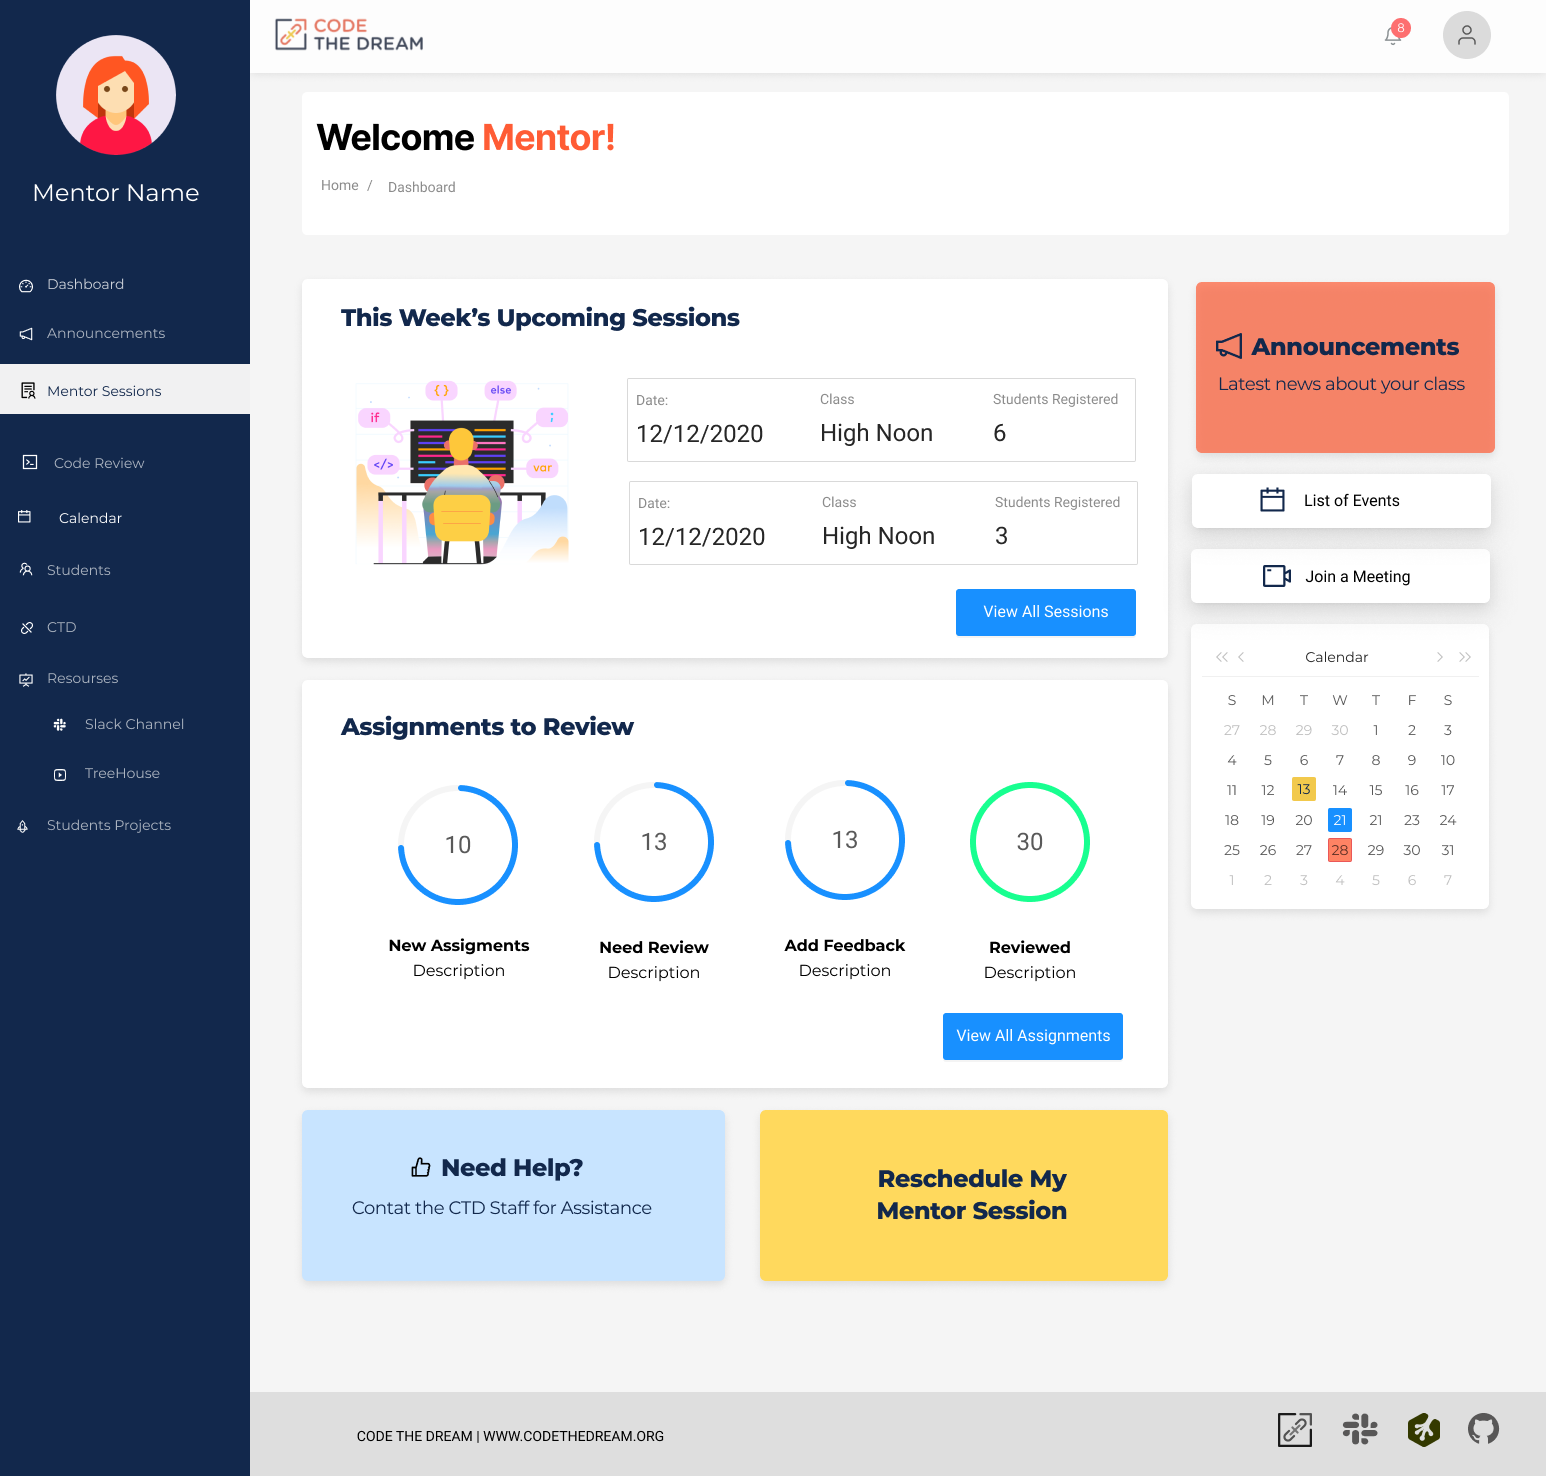 Mentor Name
Dashboard
Announcements
Mentor Sessions
Code Review
Calendar
Students
CTD
Resourses
Slack Channel
TreeHouse
Students Projects
CODE
THE DREAM
8
Welcome Mentor!
Home / Dashboard
This Week’s Upcoming Sessions
{ } else
if ;
</> var
Date: Class Students Registered
12/12/2020 High Noon 6
Date: Class Students Registered
12/12/2020 High Noon 3
View All Sessions
Assignments to Review
10 13 13 30
New Assigments Need Review Add Feedback Reviewed
Description Description Description Description
View All Assignments
Need Help?
Contat the CTD Staff for Assistance
Reschedule My
Mentor Session
Announcements
Latest news about your class
List of Events
Join a Meeting
Calendar
S M T W T F S
27 28 29 30 1 2 3
4 5 6 7 8 9 10
11 12 13 14 15 16 17
18 19 20 21 21 23 24
25 26 27 28 29 30 31
1 2 3 4 5 6 7
CODE THE DREAM | WWW.CODETHEDREAM.ORG